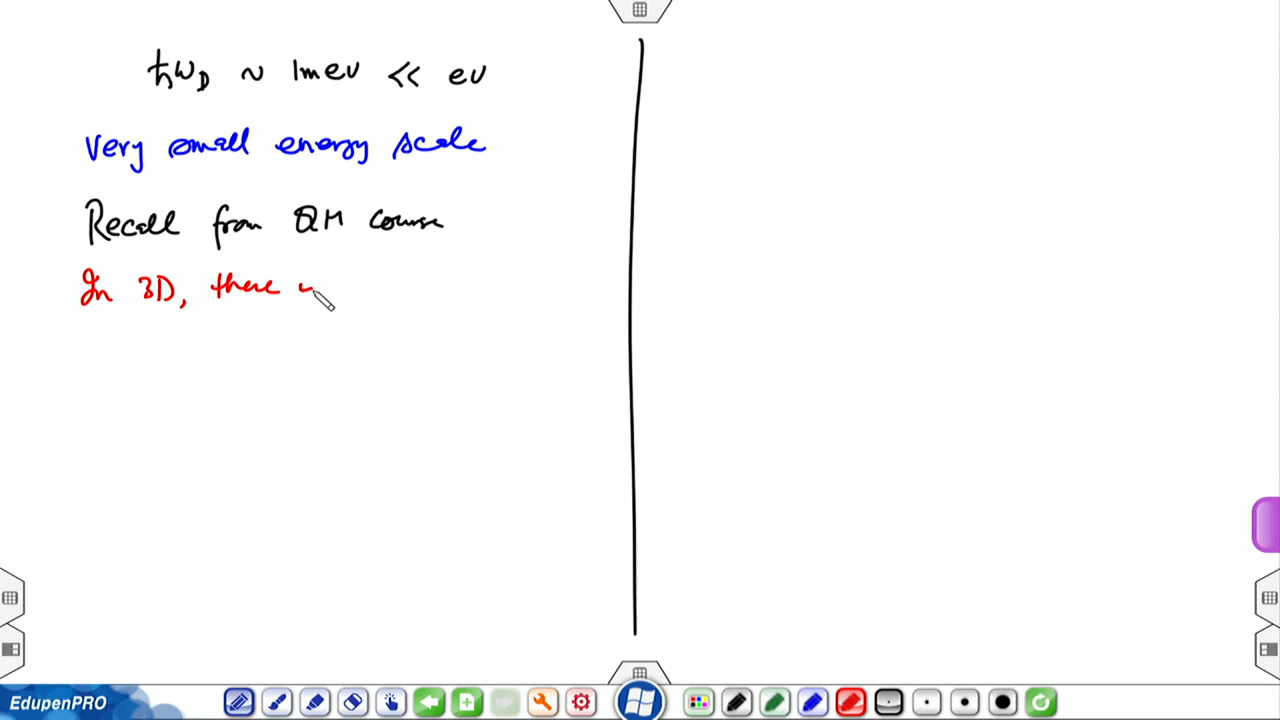 ħω_D ~ 1mev << ev
Very small energy scale
Recall from QM course
In 3D, there
EdupenPRO